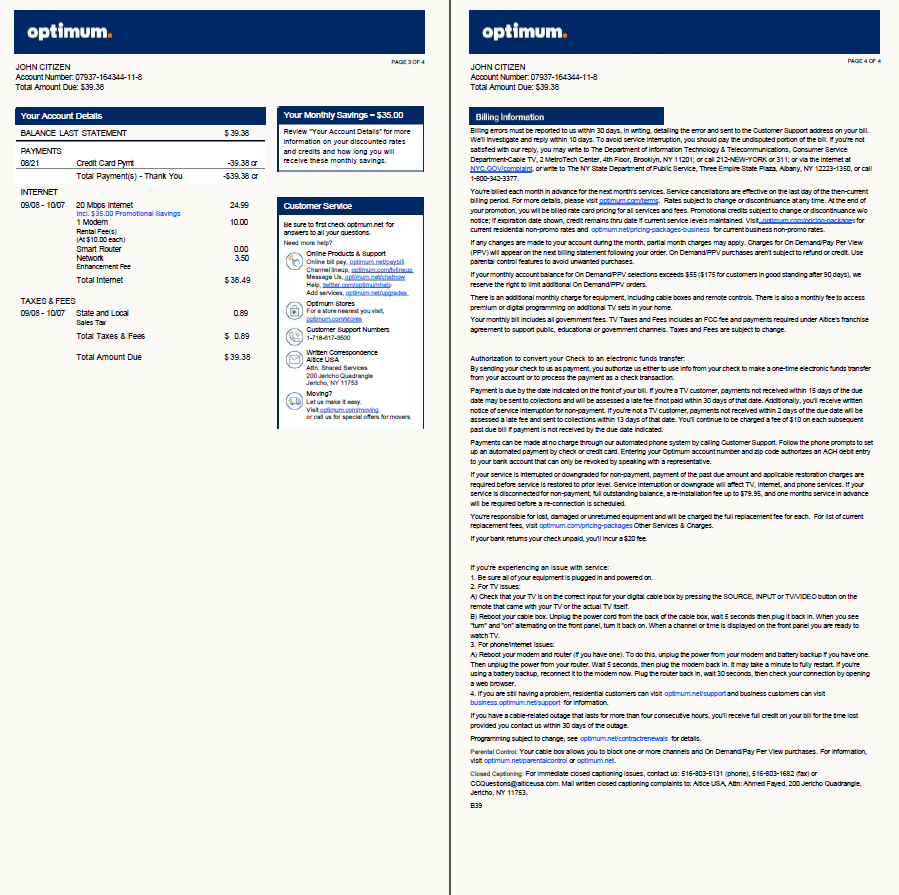 optimum.
JOHN CITIZEN
PAGE 3 OF 4
Account Number: 07937-164344-11-8
Total Amount Due: $39.38
Your Account Details
BALANCE LAST STATEMENT $ 39.38
PAYMENTS
08/21 Credit Card Pymt -39.38 cr
Total Payment(s) - Thank You -$39.38 cr
INTERNET
09/08 - 10/07 20 Mbps Internet 24.99
Incl. $35.00 Promotional Savings
1 Modem 10.00
Rental Fee(s)
(At $10.00 each)
Smart Router 0.00
Network 3.50
Enhancement Fee
Total Internet $ 38.49
TAXES & FEES
09/08 - 10/07 State and Local 0.89
Sales Tax
Total Taxes & Fees $ 0.89
Total Amount Due $39.38
Your Monthly Savings = $35.00
Review "Your Account Details" for more
information on your discounted rates
and credits and how long you will
receive these monthly savings.
Customer Service
Be sure to first check optimum.net for
answers to all your questions.
Need more help?
Online Products & Support
Online bill pay, optimum.net/paybill
Channel lineup, optimum.com/tvlineup
Message Us, optimum.net/chatnow
Help, twitter.com/optimumhelp
Add services, optimum.net/upgrades
Optimum Stores
For a store nearest you visit,
optimum.com/stores
Customer Support Numbers
1-718-617-3500
Written Correspondence
Altice USA
Attn: Shared Services
200 Jericho Quadrangle
Jericho, NY 11753
Moving?
Let us make it easy.
Visit optimum.com/moving
or call us for special offers for movers.
optimum.
JOHN CITIZEN
PAGE 4 OF 4
Account Number: 07937-164344-11-8
Total Amount Due: $39.38
Billing Information
Billing errors must be reported to us within 30 days, in writing, detailing the error and sent to the Customer Support address on your bill.
We'll investigate and reply within 10 days. To avoid service interruption, you should pay the undisputed portion of the bill. If you're not
satisfied with our reply, you may write to The Department of Information Technology & Telecommunications, Consumer Service
Department-Cable TV, 2 MetroTech Center, 4th Floor, Brooklyn, NY 11201; or call 212-NEW-YORK or 311; or via the internet at
NYC.GOV/complaint, or write to The NY State Department of Public Service, Three Empire State Plaza, Albany, NY 12223-1350, or call
1-800-342-3377.
You're billed each month in advance for the next month's services. Service cancellations are effective on the last day of the then-current
billing period. For more details, please visit optimum.com/terms. Rates subject to change or discontinuance at any time. At the end of
your promotion, you will be billed rate card pricing for all services and fees. Promotional credits subject to change or discontinuance w/o
notice; if expiration date shown, credit remains thru date if current service levels maintained. Visit optimum.com/pricing-packages for
current residential non-promo rates and optimum.net/pricing-packages-business for current business non-promo rates.
If any changes are made to your account during the month, partial month charges may apply. Charges for On Demand/Pay Per View
(PPV) will appear on the next billing statement following your order. On Demand/PPV purchases aren't subject to refund or credit. Use
parental control features to avoid unwanted purchases.
If your monthly account balance for On Demand/PPV selections exceeds $55 ($175 for customers in good standing after 90 days), we
reserve the right to limit additional On Demand/PPV orders.
There is an additional monthly charge for equipment, including cable boxes and remote controls. There is also a monthly fee to access
premium or digital programming on additional TV sets in your home.
Your monthly bill includes all government fees. TV Taxes and Fees includes an FCC fee and payments required under Altice's franchise
agreement to support public, educational or government channels. Taxes and Fees are subject to change.
Authorization to convert your Check to an electronic funds transfer:
By sending your check to us as payment, you authorize us either to use info from your check to make a one-time electronic funds transfer
from your account or to process the payment as a check transaction.
Payment is due by the date indicated on the front of your bill. If you're a TV customer, payments not received within 15 days of the due
date may be sent to collections and will be assessed a late fee if not paid within 30 days of that date. Additionally, you'll receive written
notice of service interruption for non-payment. If you're not a TV customer, payments not received within 2 days of the due date will be
assessed a late fee and sent to collections within 13 days of that date. You'll continue to be charged a fee of $10 on each subsequent
past due bill if payment is not received by the due date indicated.
Payments can be made at no charge through our automated phone system by calling Customer Support. Follow the phone prompts to set
up an automated payment by check or credit card. Entering your Optimum account number and zip code authorizes an ACH debit entry
to your bank account that can only be revoked by speaking with a representative.
If your service is interrupted or downgraded for non-payment, payment of the past due amount and applicable restoration charges are
required before service is restored to prior level. Service interruption or downgrade will affect TV, internet, and phone services. If your
service is disconnected for non-payment, full outstanding balance, a re-installation fee up to $79.95, and one months service in advance
will be required before a re-connection is scheduled.
You're responsible for lost, damaged or unreturned equipment and will be charged the full replacement fee for each. For list of current
replacement fees, visit optimum.com/pricing-packages Other Services & Charges.
If your bank returns your check unpaid, you'll incur a $20 fee.
If you're experiencing an issue with service:
1. Be sure all of your equipment is plugged in and powered on.
2. For TV issues:
A) Check that your TV is on the correct input for your digital cable box by pressing the SOURCE, INPUT or TV/VIDEO button on the
remote that came with your TV or the actual TV itself.
B) Reboot your cable box. Unplug the power cord from the back of the cable box, wait 5 seconds then plug it back in. When you see
"turn" and "on" alternating on the front panel, turn it back on. When a channel or time is displayed on the front panel you are ready to
watch TV.
3. For phone/internet issues:
A) Reboot your modem and router (if you have one). To do this, unplug the power from your modem and battery backup if you have one.
Then unplug the power from your router. Wait 5 seconds, then plug the modem back in. It may take a minute to fully restart. If you're
using a battery backup, reconnect it to the modem now. Plug the router back in, wait 30 seconds, then check your connection by opening
a web browser.
4. If you are still having a problem, residential customers can visit optimum.net/support and business customers can visit
business.optimum.net/support for information.
If you have a cable-related outage that lasts for more than four consecutive hours, you'll receive full credit on your bill for the time lost
provided you contact us within 30 days of the outage.
Programming subject to change, see optimum.net/contractrenewals for details.
Parental Control: Your cable box allows you to block one or more channels and On Demand/Pay Per View purchases. For information,
visit optimum.net/parentalcontrol or optimum.net.
Closed Captioning: For immediate closed captioning issues, contact us: 516-803-5131 (phone), 516-803-1682 (fax) or
CCQuestions@alticeusa.com. Mail written closed captioning complaints to: Altice USA, Attn: Ahmed Fayed, 200 Jericho Quadrangle,
Jericho, NY 11753.
B39